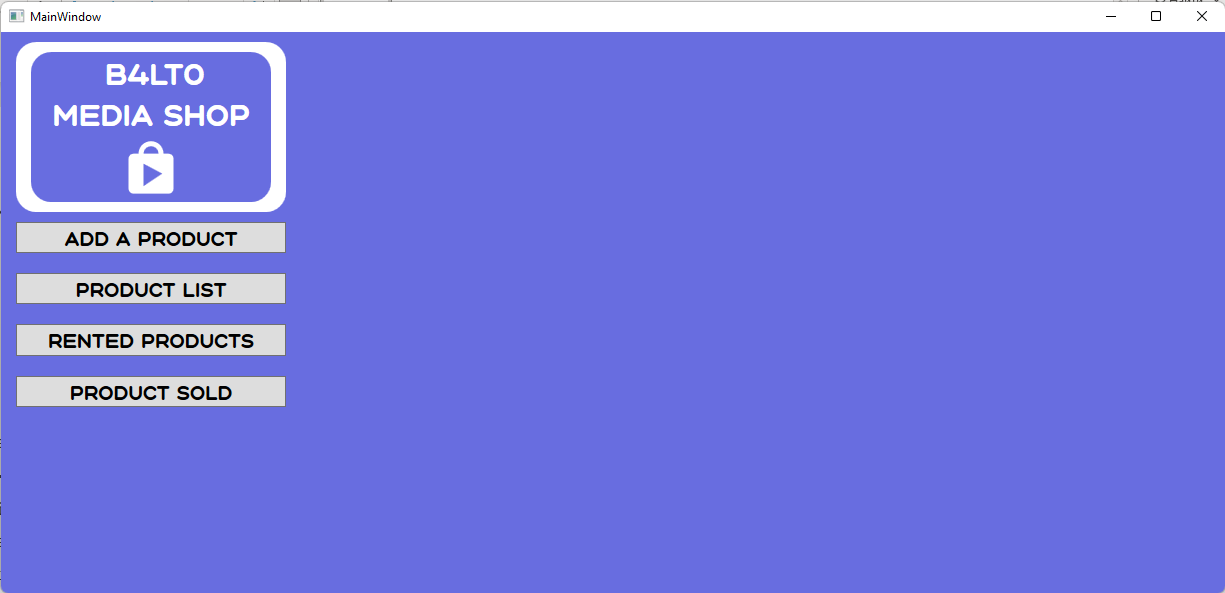 MainWindow
B4LT0
MEDIA SHOP
ADD A PRODUCT
PRODUCT LIST
RENTED PRODUCTS
PRODUCT SOLD